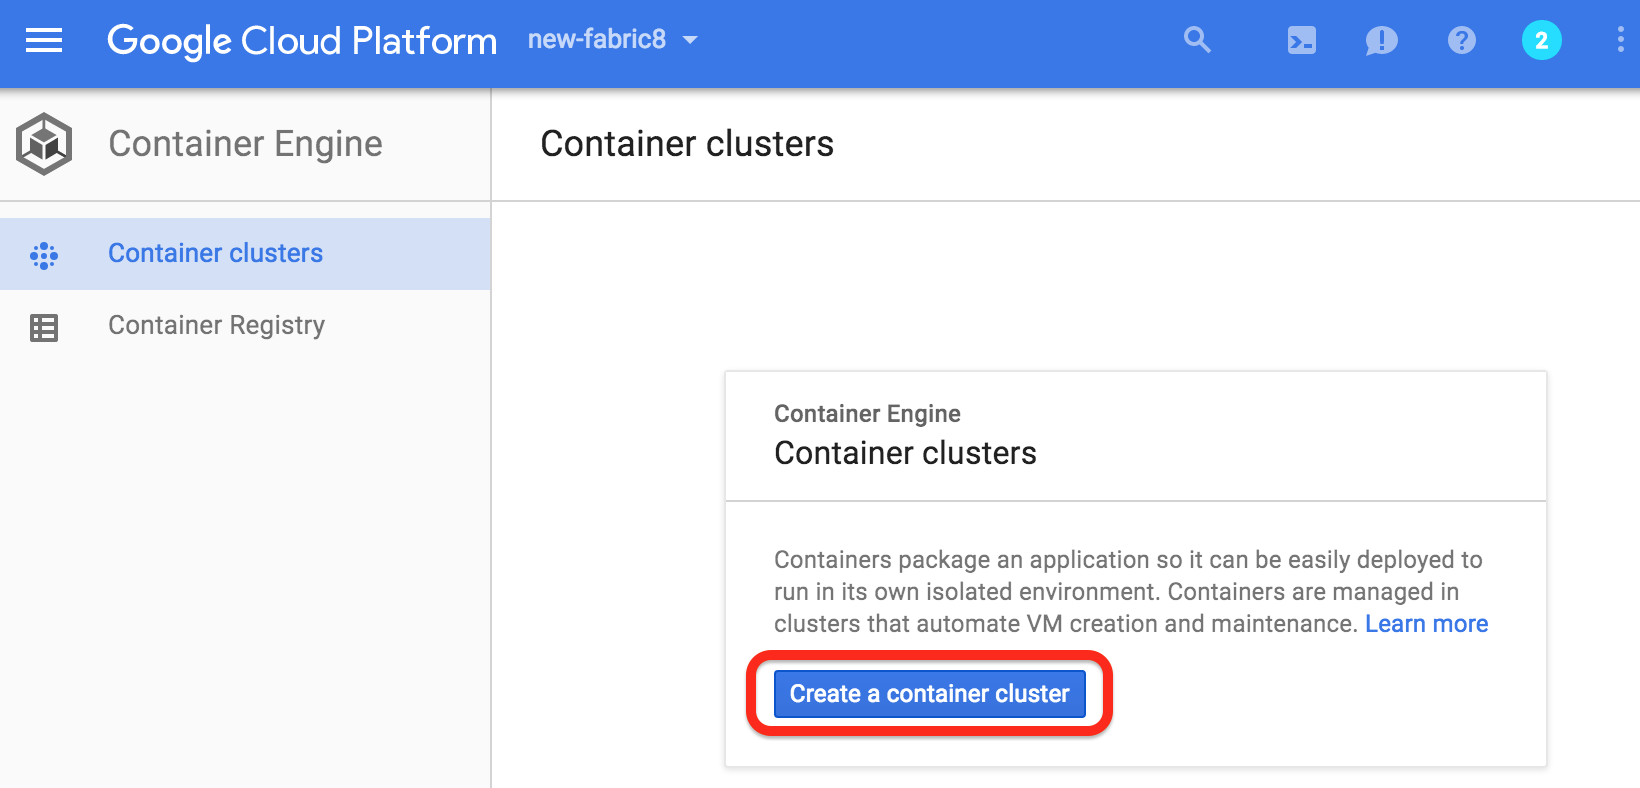 Google Cloud Platform new-fabric8
2
Container Engine
Container clusters
Container clusters
Container Registry
Container Engine
Container clusters
Containers package an application so it can be easily deployed to
run in its own isolated environment. Containers are managed in
clusters that automate VM creation and maintenance. Learn more
Create a container cluster